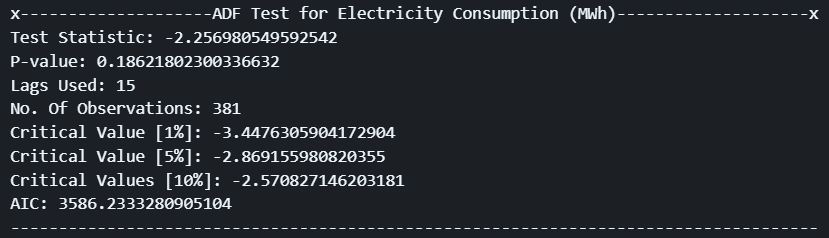 x--------------------ADF Test for Electricity Consumption (MWh)--------------------x
Test Statistic: -2.256980549592542
P-value: 0.18621802300336632
Lags Used: 15
No. Of Observations: 381
Critical Value [1%]: -3.4476305904172904
Critical Value [5%]: -2.869155980820355
Critical Values [10%]: -2.570827146203181
AIC: 3586.2333280905104
------------------------------------------------------------------------------------